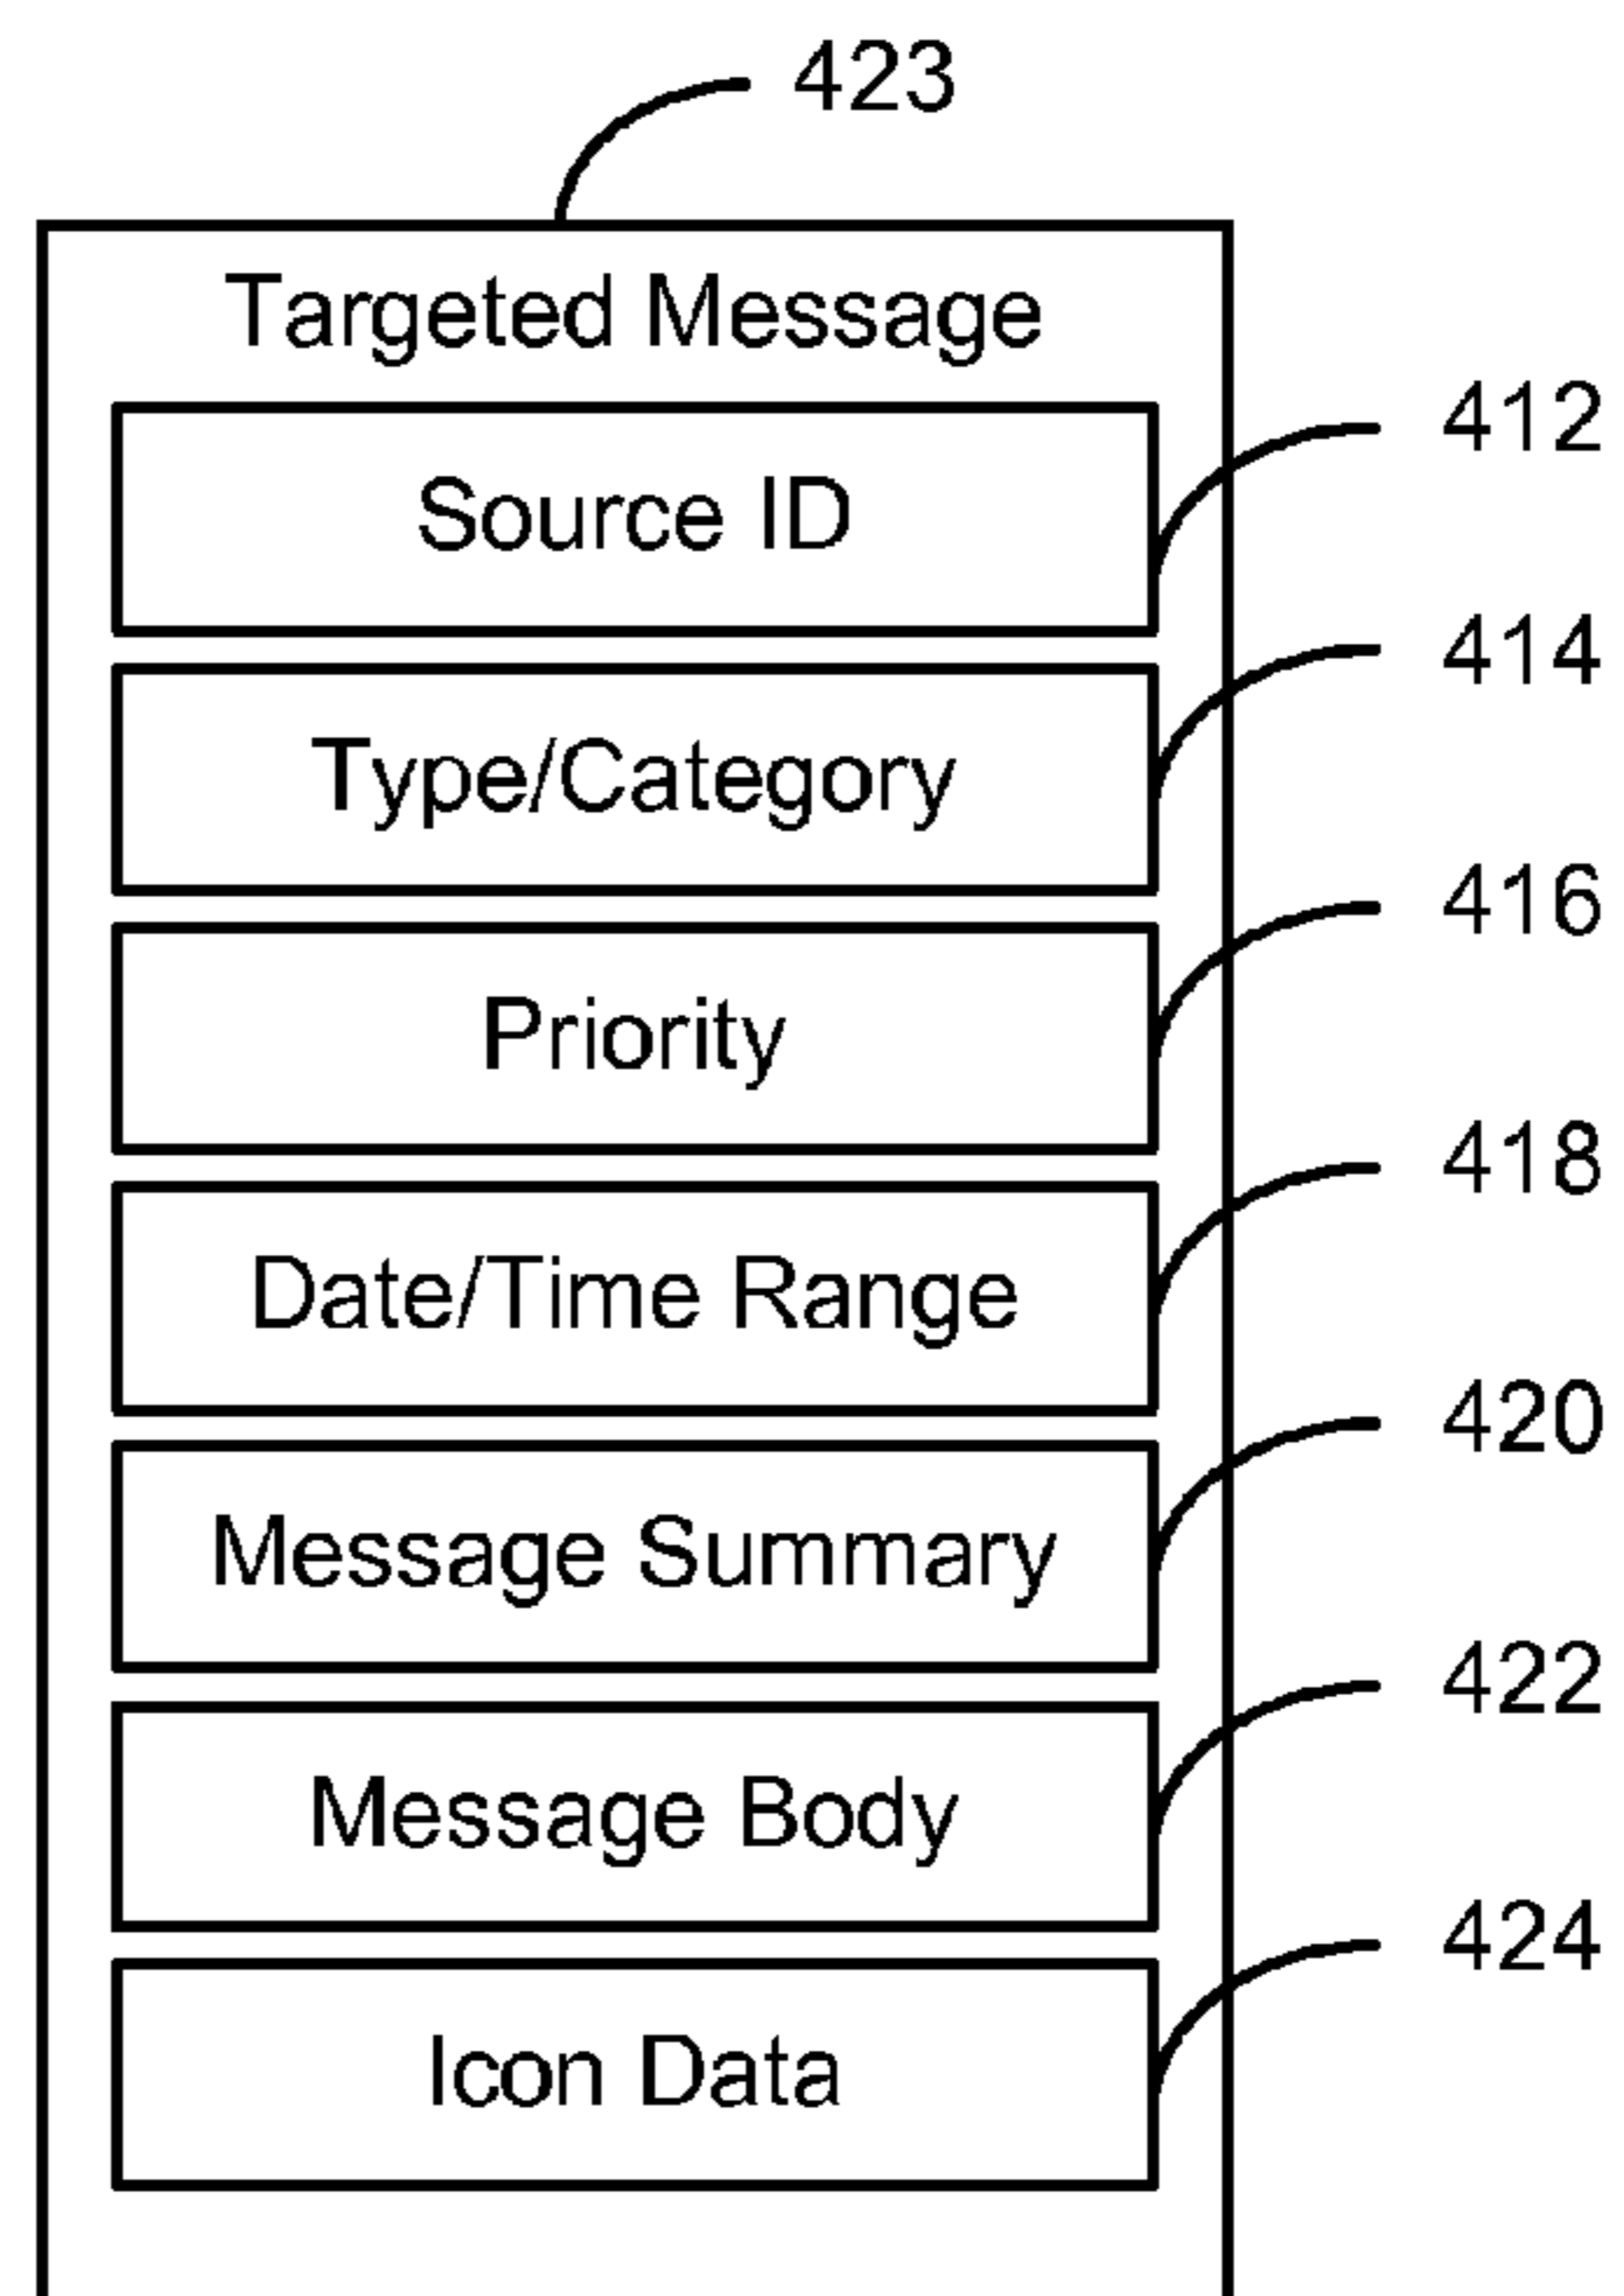 423
Targeted Message
412
Source ID
414
Type/Category
416
Priority
418
Date/Time Range
420
Message Summary
422
Message Body
424
Icon Data